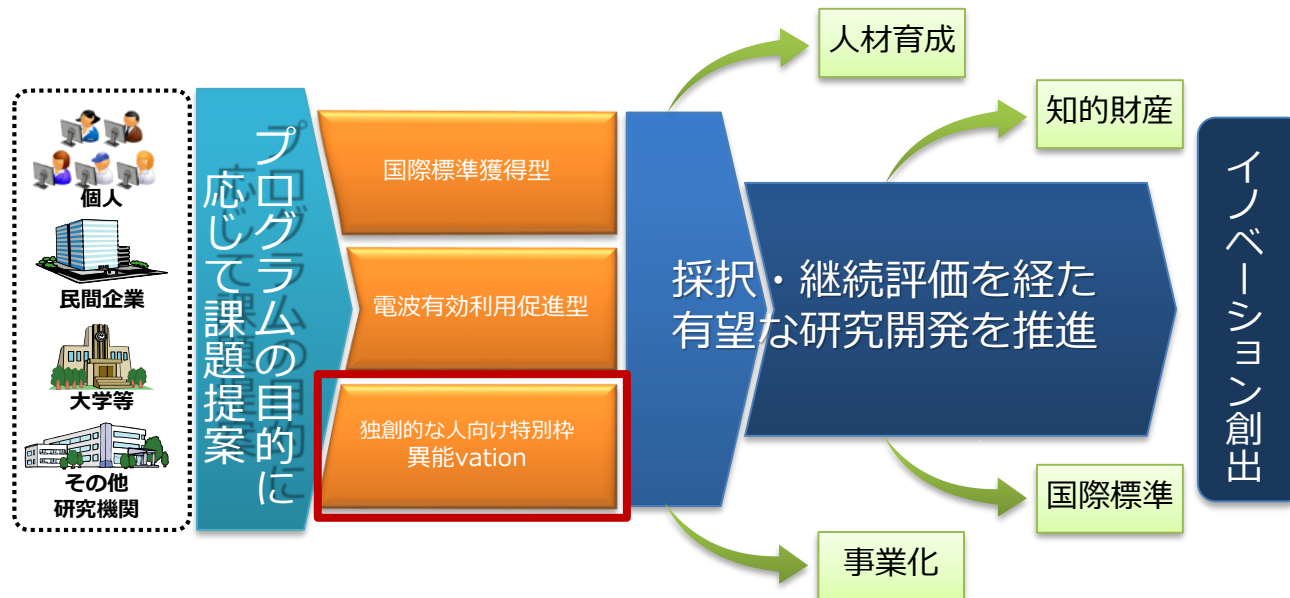 個人
民間企業
大学等
その他
研究機関
プログラムの目的に
応じて課題提案
国際標準獲得型
電波有効利用促進型
独創的な人向け特別枠
異能vation
採択・継続評価を経た
有望な研究開発を推進
人材育成
知的財産
国際標準
事業化
イノベーション創出